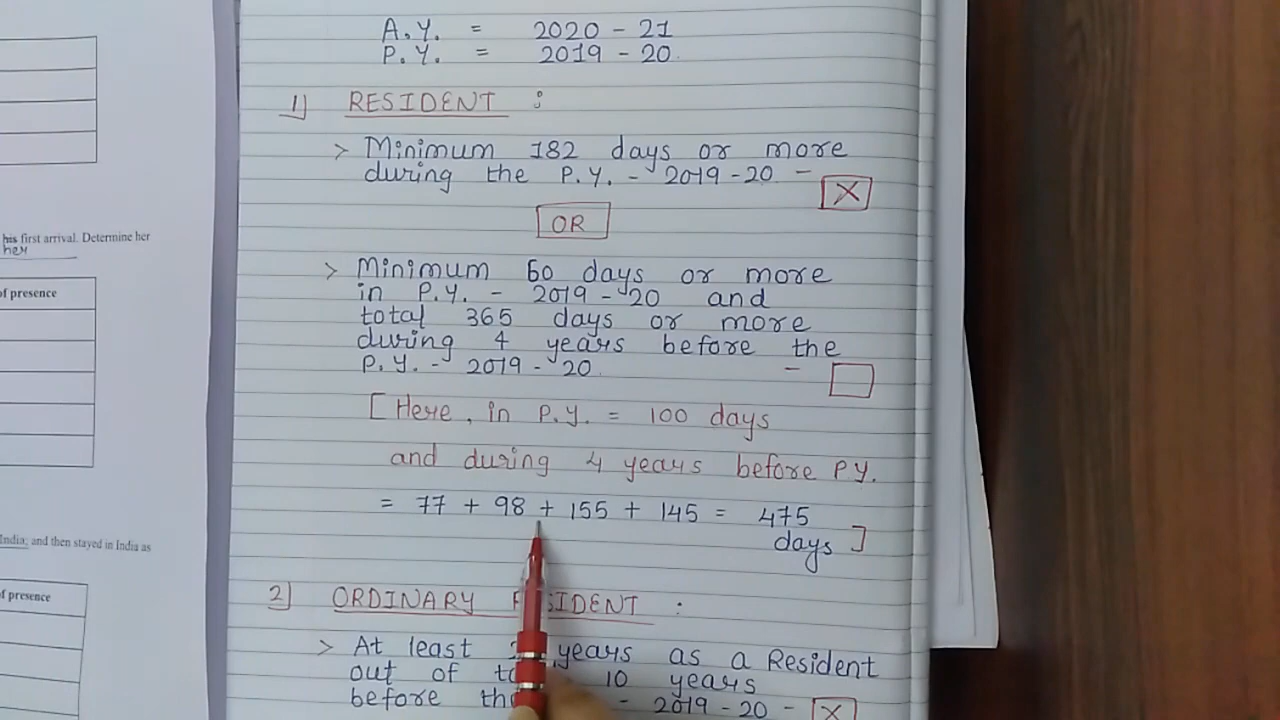 A.Y. = 2020 - 21
P.Y. = 2019 - 20.
1) RESIDENT :
> Minimum 182 days or more
during the P.Y. - 2019 - 20 - X
OR
> Minimum 60 days or more
in P.Y. - 2019 - 20 and
total 365 days or more
during 4 years before the
P.Y. - 2019 - 20. -
[ Here, in P.Y. = 100 days
and during 4 years before P.Y.
= 77 + 98 + 155 + 145 = 475
days ]
2) ORDINARY RESIDENT :
> At least years as a Resident
out of 10 years
before the - 2019 - 20 - X
his first arrival. Determine her
her
of presence
India; and then stayed in India as
of presence